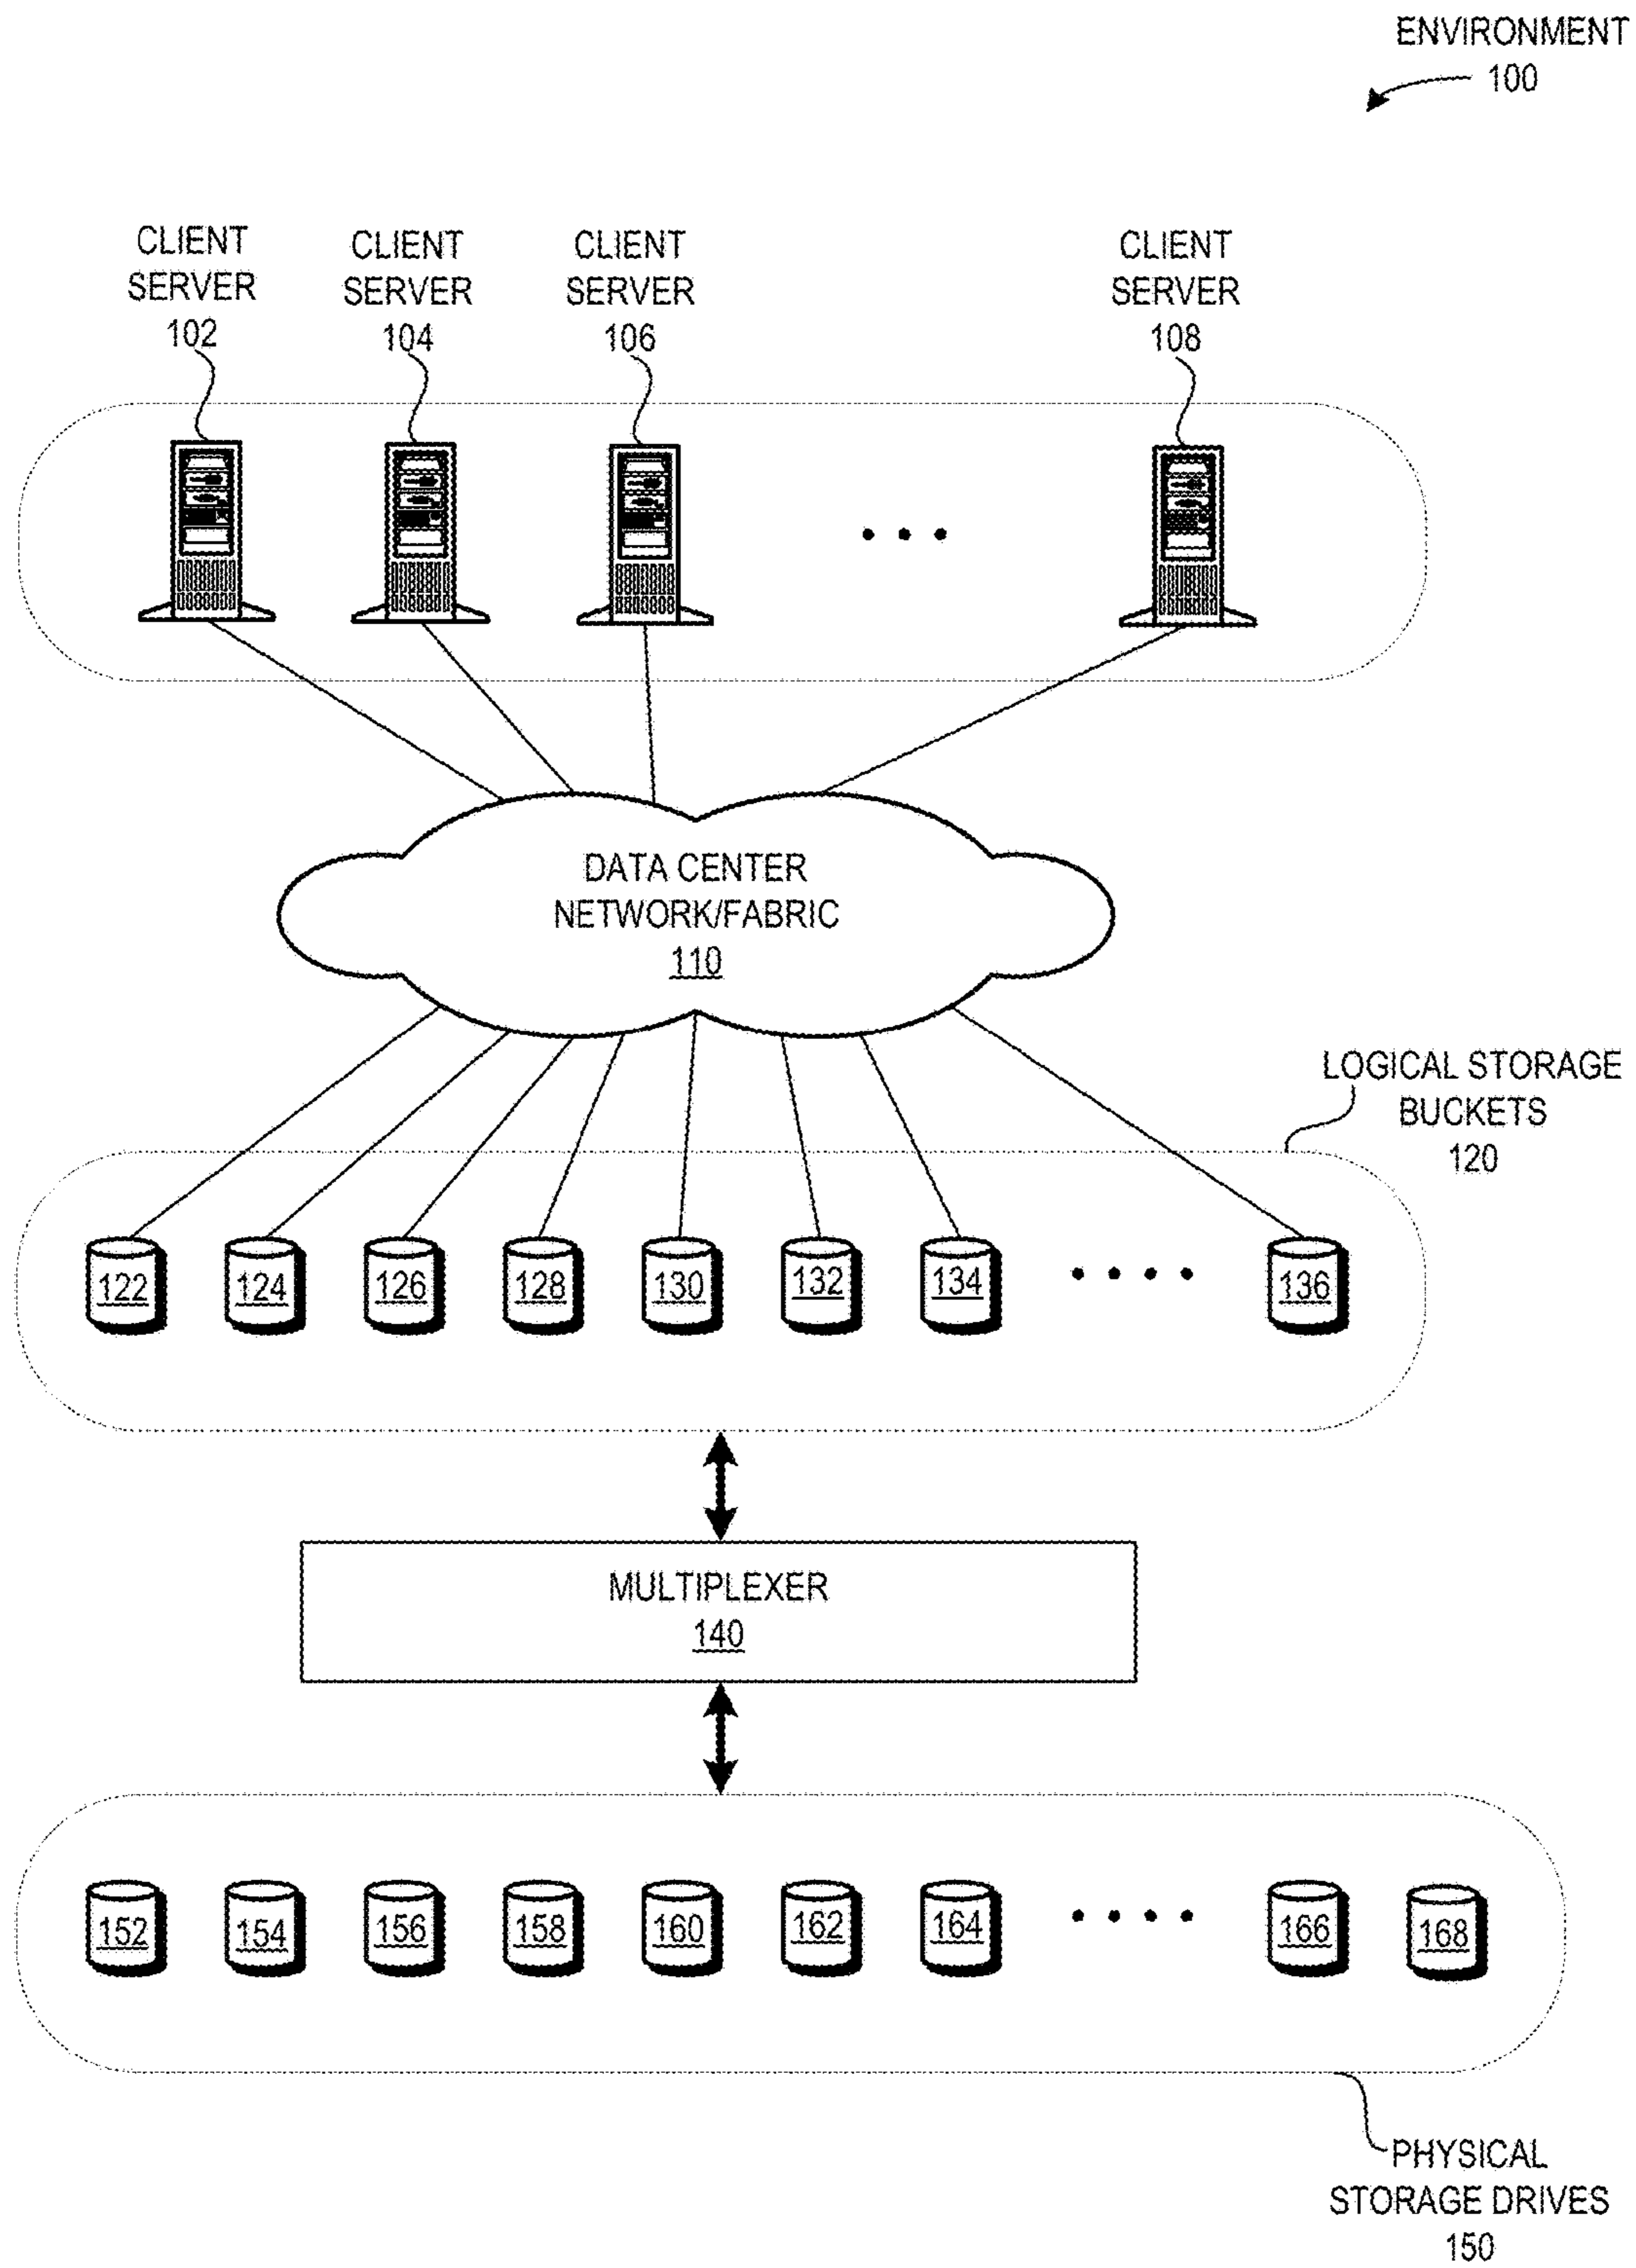 ENVIRONMENT
100
CLIENT
SERVER
102
CLIENT
SERVER
104
CLIENT
SERVER
106
CLIENT
SERVER
108
DATA CENTER
NETWORK/FABRIC
110
LOGICAL STORAGE
BUCKETS
120
122
124
126
128
130
132
134
136
MULTIPLEXER
140
152
154
156
158
160
162
164
166
168
PHYSICAL
STORAGE DRIVES
150